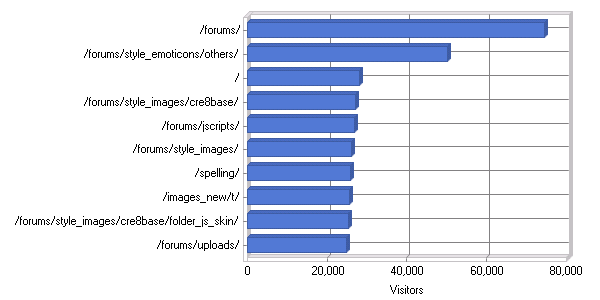 /forums/
/forums/style_emoticons/others/
/
/forums/style_images/cre8base/
/forums/jscripts/
/forums/style_images/
/spelling/
/images_new/t/
/forums/style_images/cre8base/folder_js_skin/
/forums/uploads/
0 20,000 40,000 60,000 80,000
Visitors